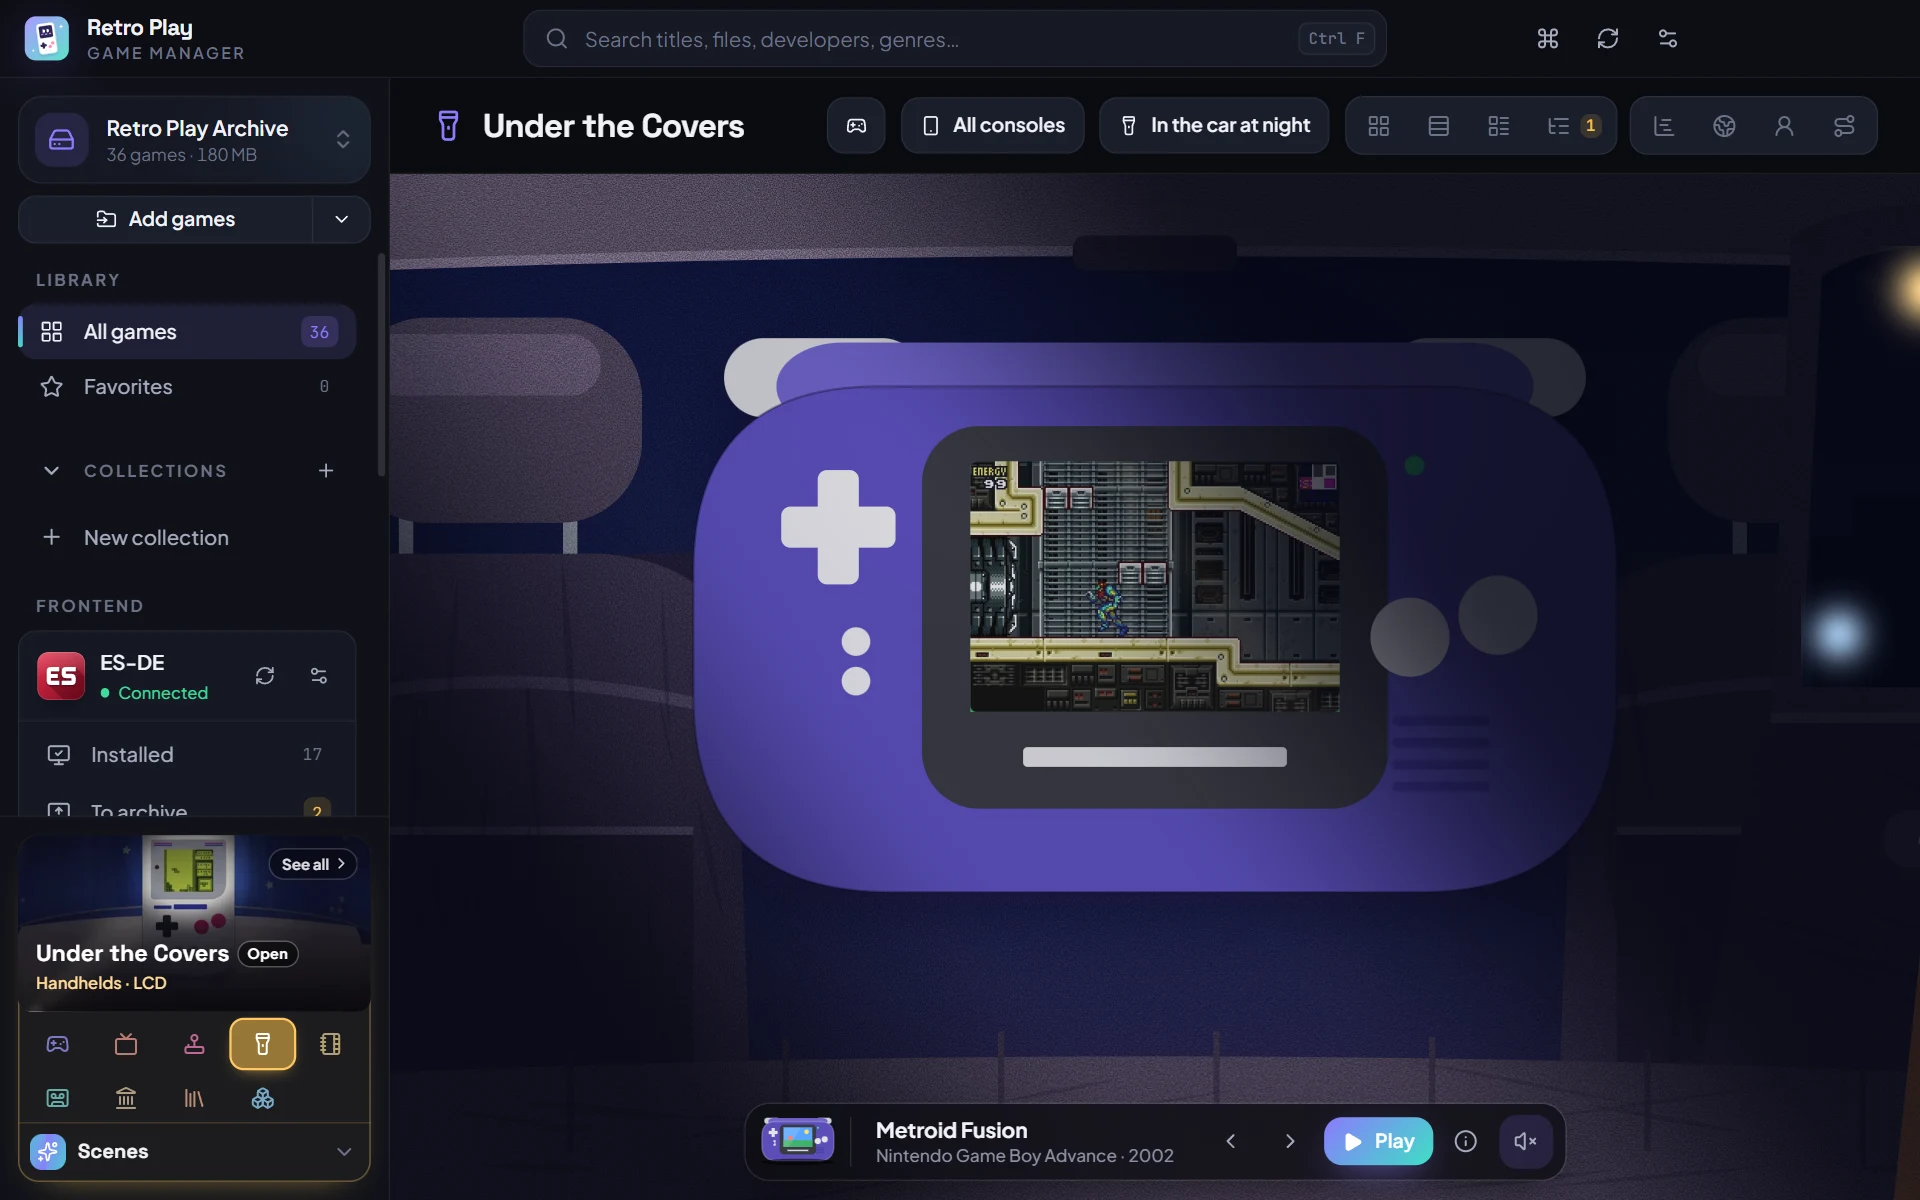 Retro Play
GAME MANAGER
Search titles, files, developers, genres...
Ctrl F
Retro Play Archive
36 games · 180 MB
Add games
LIBRARY
All games
36
Favorites
0
COLLECTIONS
New collection
FRONTEND
ES
ES-DE
Connected
Installed
17
To archive
2
See all
Under the Covers
Open
Handhelds · LCD
Scenes
Under the Covers
All consoles
In the car at night
1
ENERGY
99
Metroid Fusion
Nintendo Game Boy Advance · 2002
Play